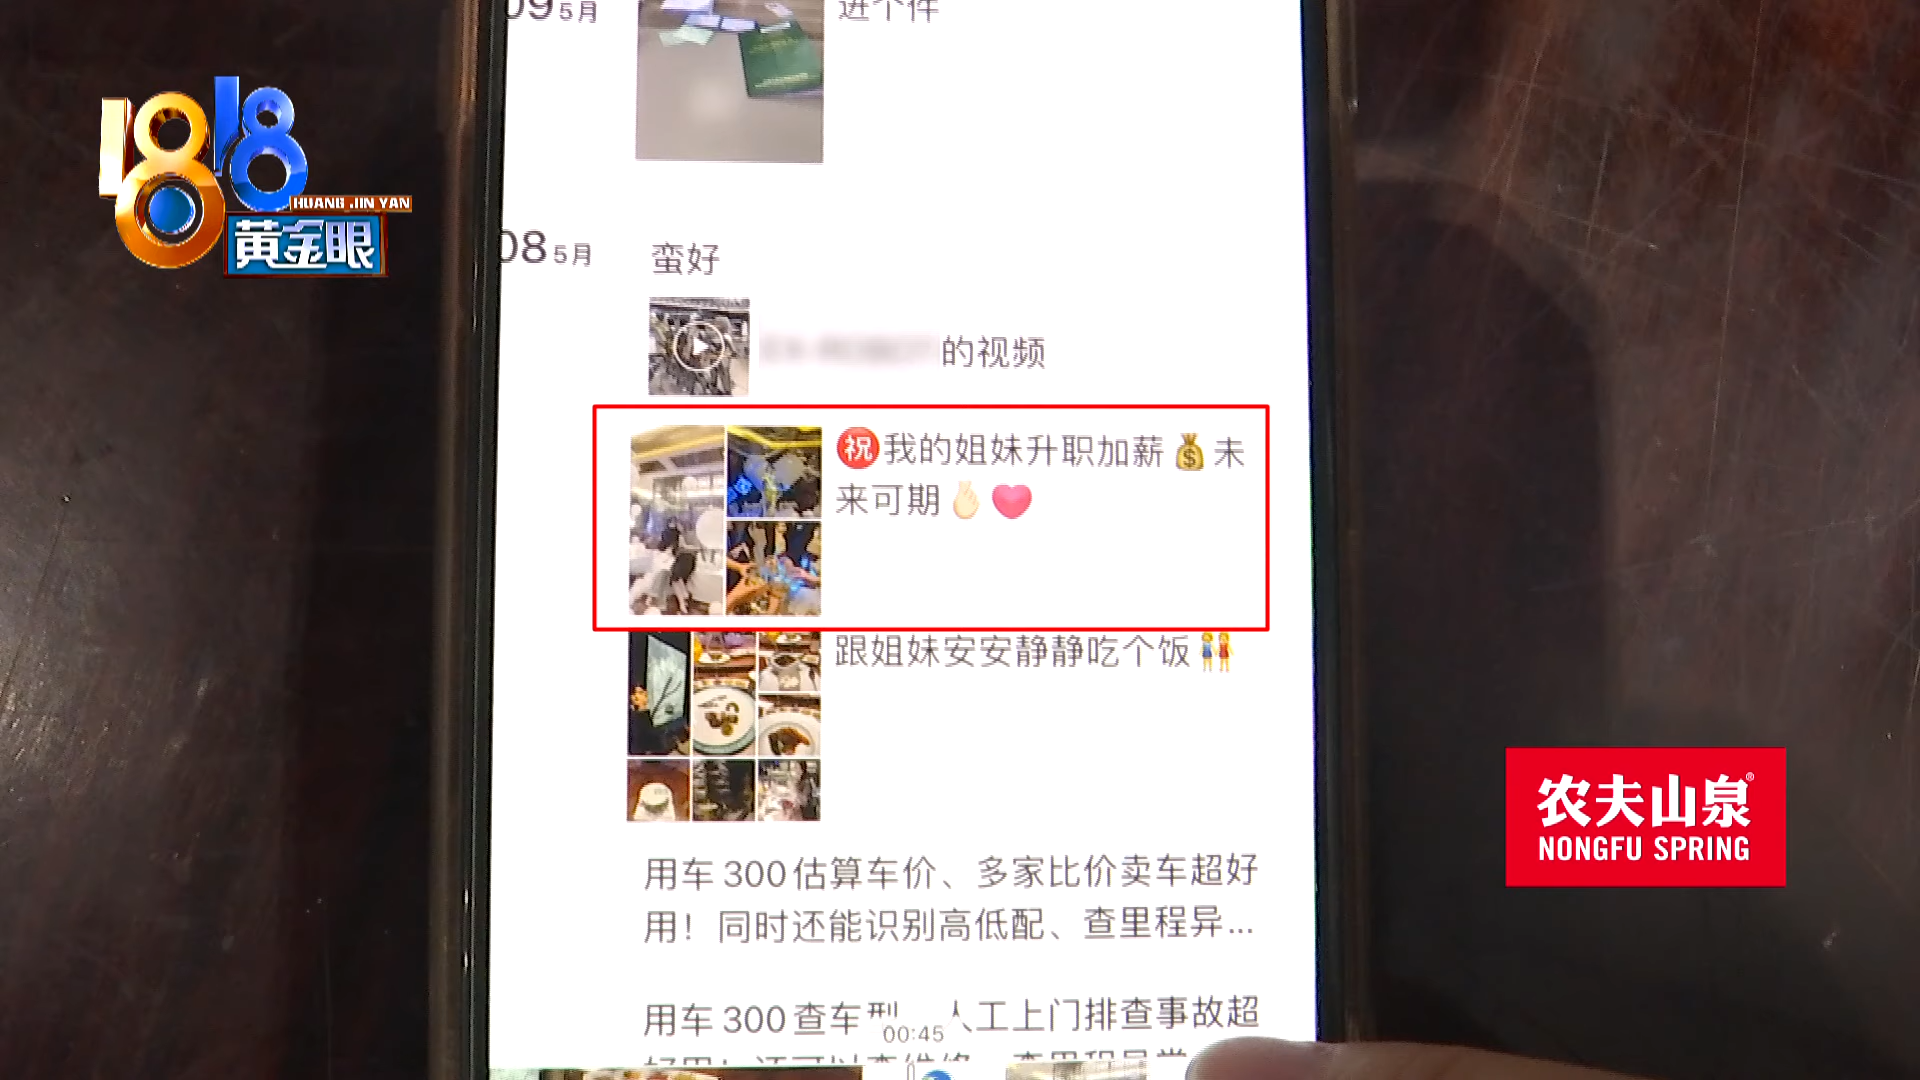 09 5月
进个件
1818
HUANG JIN YAN
黄金眼
08 5月
蛮好
的视频
祝我的姐妹升职加薪💰未
来可期🫰❤️
跟姐妹安安静静吃个饭👭
农夫山泉®
NONGFU SPRING
用车300估算车价、多家比价卖车超好
用！同时还能识别高低配、查里程异...
用车300查车型、人工上门排查事故超
00:45